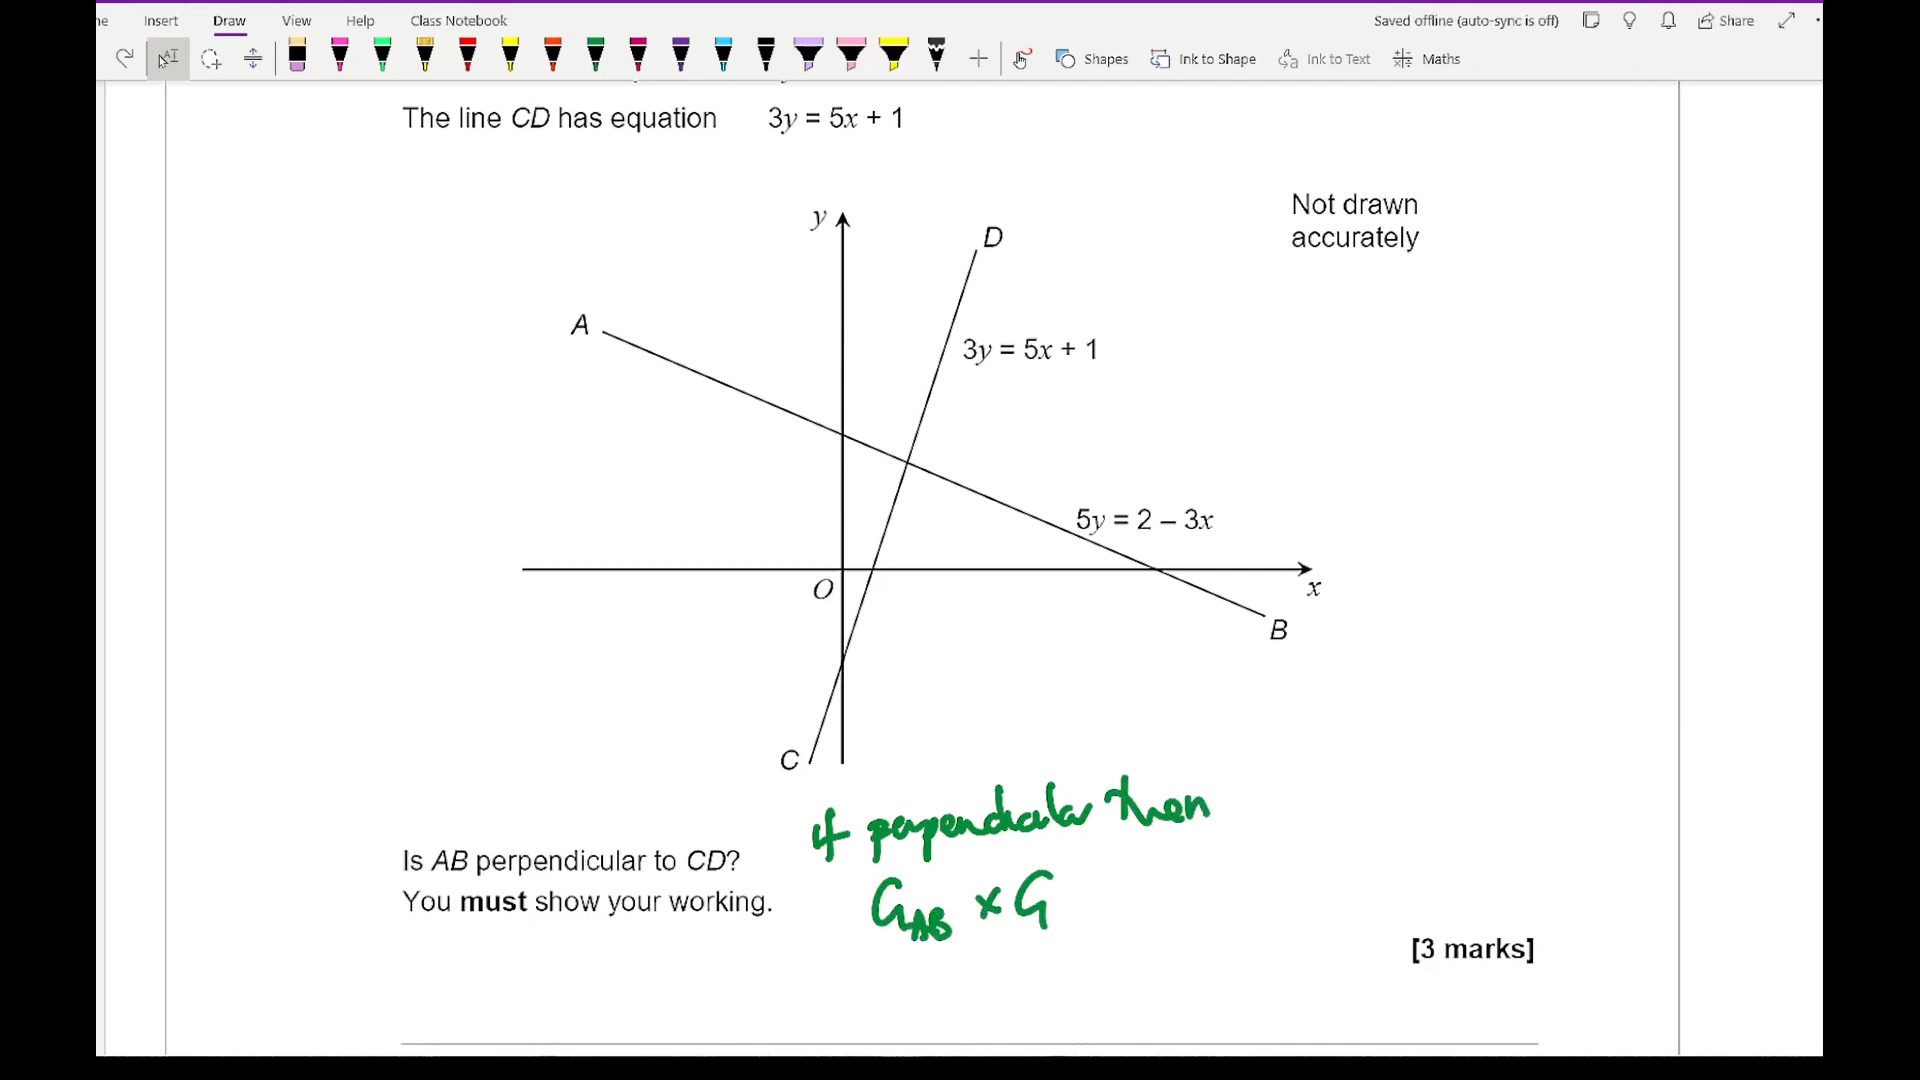 Insert Draw View Help Class Notebook Saved offline (auto-sync is off) Share
Shapes Ink to Shape Ink to Text Maths
The line CD has equation 3y = 5x + 1
Not drawn
accurately
y
D
A
3y = 5x + 1
5y = 2 – 3x
O
x
B
C
if perpendicular then
Is AB perpendicular to CD?
You must show your working.
G_AB × G
[3 marks]